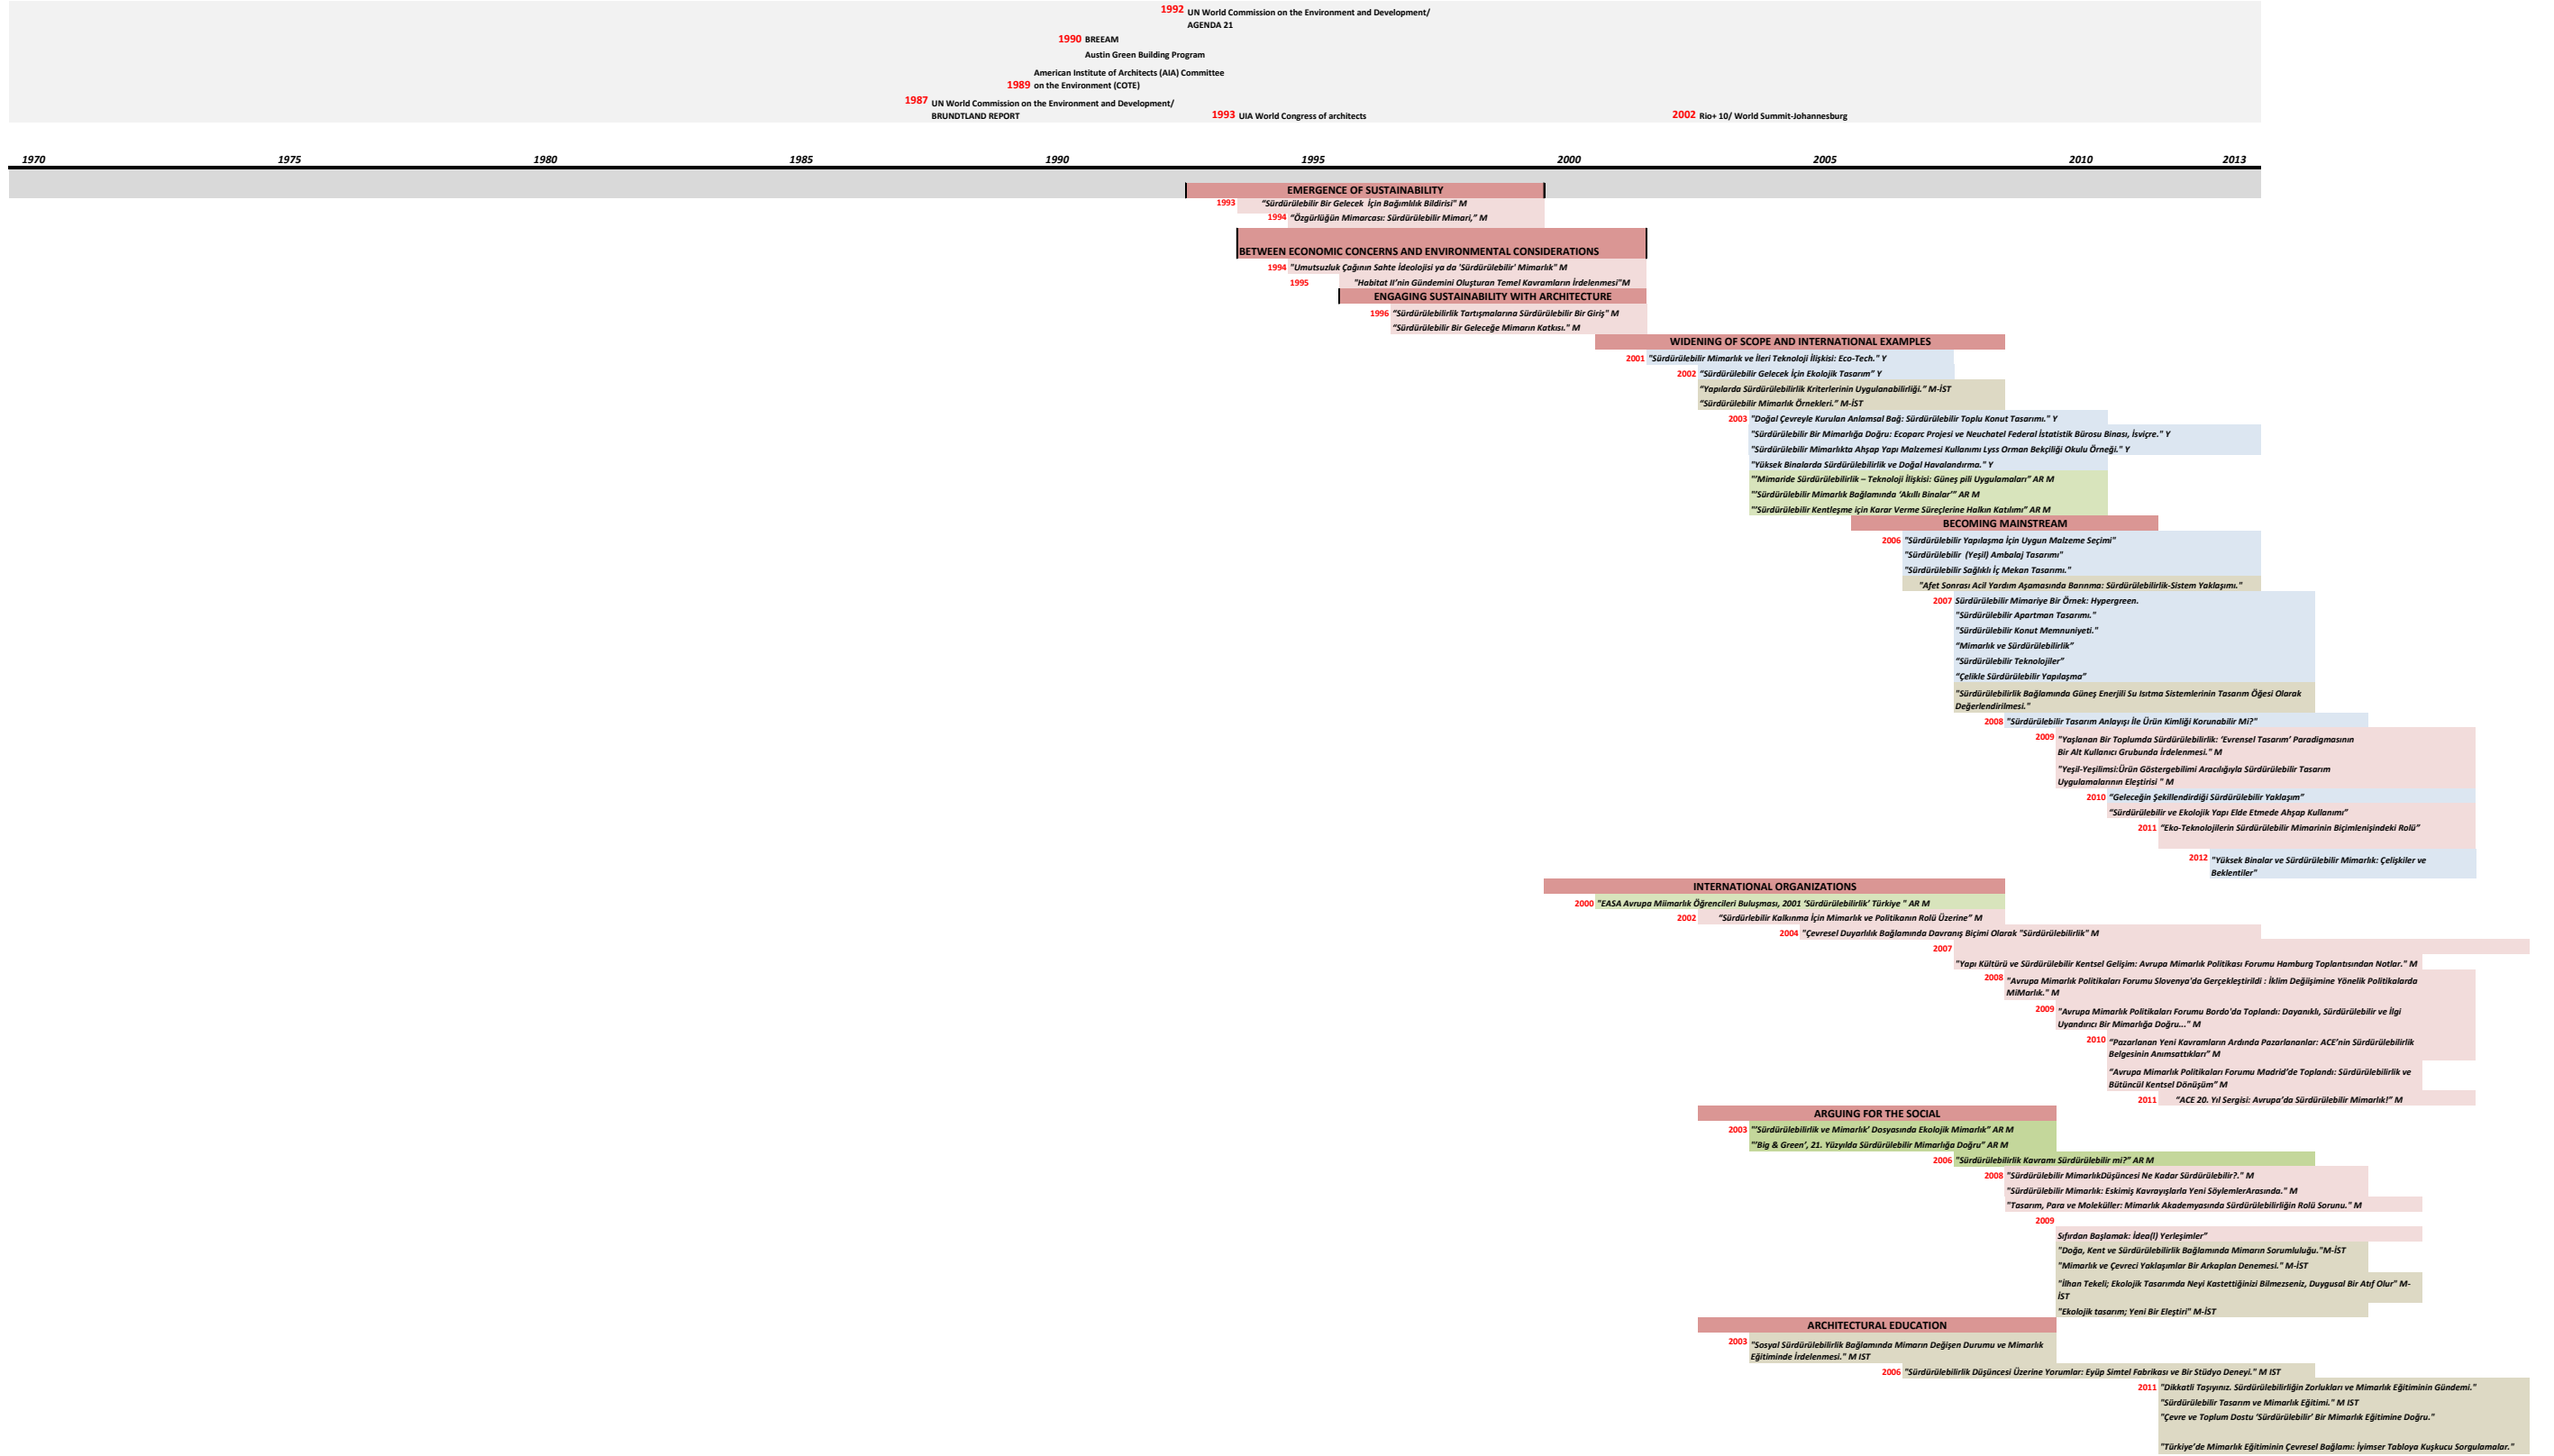 1992 UN World Commission on the Environment and Development/
AGENDA 21
1990 BREEAM
Austin Green Building Program
American Institute of Architects (AIA) Committee
1989 on the Environment (COTE)
1987 UN World Commission on the Environment and Development/
BRUNDTLAND REPORT
1993 UIA World Congress of architects
2002 Rio+ 10/ World Summit-Johannesburg
1970 1975 1980 1985 1990 1995 2000 2005 2010 2013
EMERGENCE OF SUSTAINABILITY
1993 “Sürdürülebilir Bir Gelecek İçin Bağımlılık Bildirisi" M
1994 “Özgürlüğün Mimarcası: Sürdürülebilir Mimari,” M
BETWEEN ECONOMIC CONCERNS AND ENVIRONMENTAL CONSIDERATIONS
1994 "Umutsuzluk Çağının Sahte İdeolojisi ya da 'Sürdürülebilir' Mimarlık" M
1995 "Habitat II’nin Gündemini Oluşturan Temel Kavramların İrdelenmesi"M
ENGAGING SUSTAINABILITY WITH ARCHITECTURE
1996 “Sürdürülebilirlik Tartışmalarına Sürdürülebilir Bir Giriş" M
“Sürdürülebilir Bir Geleceğe Mimarın Katkısı." M
WIDENING OF SCOPE AND INTERNATIONAL EXAMPLES
2001 "Sürdürülebilir Mimarlık ve İleri Teknoloji İlişkisi: Eco-Tech." Y
2002 “Sürdürülebilir Gelecek İçin Ekolojik Tasarım” Y
“Yapılarda Sürdürülebilirlik Kriterlerinin Uygulanabilirliği.” M-İST
“Sürdürülebilir Mimarlık Örnekleri.” M-İST
2003 "Doğal Çevreyle Kurulan Anlamsal Bağ: Sürdürülebilir Toplu Konut Tasarımı." Y
"Sürdürülebilir Bir Mimarlığa Doğru: Ecoparc Projesi ve Neuchatel Federal İstatistik Bürosu Binası, İsviçre." Y
"Sürdürülebilir Mimarlıkta Ahşap Yapı Malzemesi Kullanımı Lyss Orman Bekçiliği Okulu Örneği." Y
"Yüksek Binalarda Sürdürülebilirlik ve Doğal Havalandırma." Y
"‘Mimaride Sürdürülebilirlik – Teknoloji İlişkisi: Güneş pili Uygulamaları” AR M
"‘Sürdürülebilir Mimarlık Bağlamında ‘Akıllı Binalar’” AR M
"‘Sürdürülebilir Kentleşme için Karar Verme Süreçlerine Halkın Katılımı” AR M
BECOMING MAINSTREAM
2006 "Sürdürülebilir Yapılaşma İçin Uygun Malzeme Seçimi"
"Sürdürülebilir (Yeşil) Ambalaj Tasarımı"
"Sürdürülebilir Sağlıklı İç Mekan Tasarımı."
"Afet Sonrası Acil Yardım Aşamasında Barınma: Sürdürülebilirlik-Sistem Yaklaşımı."
2007 Sürdürülebilir Mimariye Bir Örnek: Hypergreen.
"Sürdürülebilir Apartman Tasarımı."
"Sürdürülebilir Konut Memnuniyeti."
“Mimarlık ve Sürdürülebilirlik”
“Sürdürülebilir Teknolojiler”
“Çelikle Sürdürülebilir Yapılaşma”
"Sürdürülebilirlik Bağlamında Güneş Enerjili Su Isıtma Sistemlerinin Tasarım Öğesi Olarak
Değerlendirilmesi."
2008 "Sürdürülebilir Tasarım Anlayışı İle Ürün Kimliği Korunabilir Mi?"
2009 "Yaşlanan Bir Toplumda Sürdürülebilirlik: ‘Evrensel Tasarım’ Paradigmasının
Bir Alt Kullanıcı Grubunda İrdelenmesi." M
"Yeşil-Yeşilimsi:Ürün Göstergebilimi Aracılığıyla Sürdürülebilir Tasarım
Uygulamalarının Eleştirisi " M
2010 “Geleceğin Şekillendirdiği Sürdürülebilir Yaklaşım”
“Sürdürülebilir ve Ekolojik Yapı Elde Etmede Ahşap Kullanımı”
2011 “Eko-Teknolojilerin Sürdürülebilir Mimarinin Biçimlenişindeki Rolü”
2012 "Yüksek Binalar ve Sürdürülebilir Mimarlık: Çelişkiler ve
Beklentiler"
INTERNATIONAL ORGANIZATIONS
2000 "EASA Avrupa Miimarlık Öğrencileri Buluşması, 2001 ‘Sürdürülebilirlik’ Türkiye " AR M
2002 “Sürdürlebilir Kalkınma İçin Mimarlık ve Politikanın Rolü Üzerine” M
2004 "Çevresel Duyarlılık Bağlamında Davranış Biçimi Olarak "Sürdürülebilirlik" M
2007
"Yapı Kültürü ve Sürdürülebilir Kentsel Gelişim: Avrupa Mimarlık Politikası Forumu Hamburg Toplantısından Notlar." M
2008 "Avrupa Mimarlık Politikaları Forumu Slovenya'da Gerçekleştirildi : İklim Değiişimine Yönelik Politikalarda
MiMarlık." M
2009 "Avrupa Mimarlık Politikaları Forumu Bordo'da Toplandı: Dayanıklı, Sürdürülebilir ve İlgi
Uyandırıcı Bir Mimarlığa Doğru..." M
2010 “Pazarlanan Yeni Kavramların Ardında Pazarlananlar: ACE’nin Sürdürülebilirlik
Belgesinin Anımsattıkları” M
“Avrupa Mimarlık Politikaları Forumu Madrid’de Toplandı: Sürdürülebilirlik ve
Bütüncül Kentsel Dönüşüm” M
2011 “ACE 20. Yıl Sergisi: Avrupa’da Sürdürülebilir Mimarlık!” M
ARGUING FOR THE SOCIAL
2003 "‘Sürdürülebilirlik ve Mimarlık’ Dosyasında Ekolojik Mimarlık” AR M
"‘Big & Green’, 21. Yüzyılda Sürdürülebilir Mimarlığa Doğru” AR M
2006 "Sürdürülebilirlik Kavramı Sürdürülebilir mi?” AR M
2008 "Sürdürülebilir MimarlıkDüşüncesi Ne Kadar Sürdürülebilir?." M
"Sürdürülebilir Mimarlık: Eskimiş Kavrayışlarla Yeni SöylemlerArasında." M
"Tasarım, Para ve Moleküller: Mimarlık Akademyasında Sürdürülebilirliğin Rolü Sorunu." M
2009
Sıfırdan Başlamak: İdea(l) Yerleşimler”
"Doğa, Kent ve Sürdürülebilirlik Bağlamında Mimarın Sorumluluğu."M-İST
"Mimarlık ve Çevreci Yaklaşımlar Bir Arkaplan Denemesi." M-İST
"İlhan Tekeli; Ekolojik Tasarımda Neyi Kastettiğinizi Bilmezseniz, Duygusal Bir Atıf Olur" M-
İST
"Ekolojik tasarım; Yeni Bir Eleştiri" M-İST
ARCHITECTURAL EDUCATION
2003 "Sosyal Sürdürülebilirlik Bağlamında Mimarın Değişen Durumu ve Mimarlık
Eğitiminde İrdelenmesi." M IST
2006 "Sürdürülebilirlik Düşüncesi Üzerine Yorumlar: Eyüp Simtel Fabrikası ve Bir Stüdyo Deneyi." M IST
2011 "Dikkatli Taşıyınız. Sürdürülebilirliğin Zorlukları ve Mimarlık Eğitiminin Gündemi."
"Sürdürülebilir Tasarım ve Mimarlık Eğitimi." M IST
"Çevre ve Toplum Dostu ‘Sürdürülebilir’ Bir Mimarlık Eğitimine Doğru."
"Türkiye’de Mimarlık Eğitiminin Çevresel Bağlamı: İyimser Tabloya Kuşkucu Sorgulamalar."